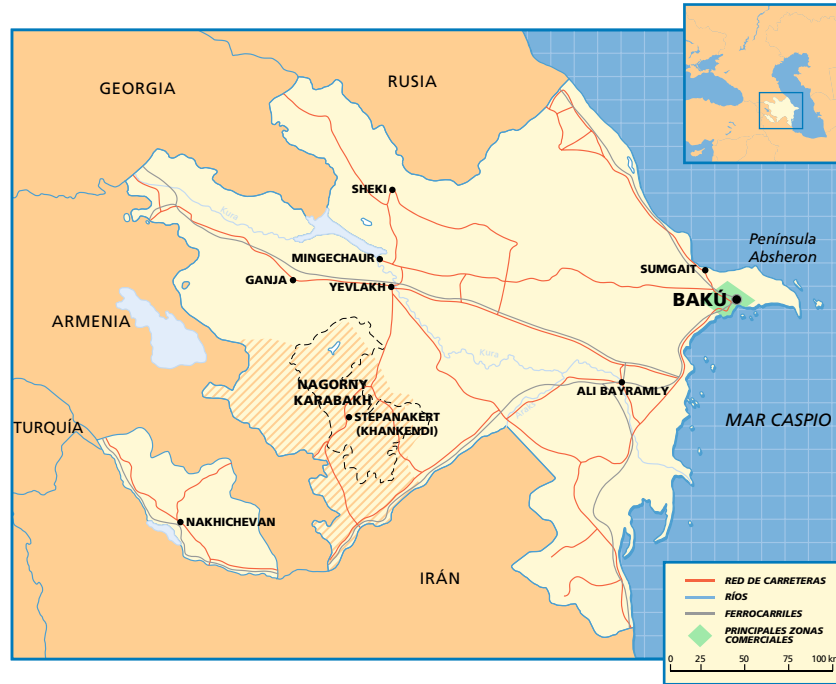 GEORGIA
RUSIA
SHEKI
Kura
Península
Absheron
MINGECHAUR
SUMGAIT
GANJA
YEVLAKH
BAKÚ
ARMENIA
Kura
NAGORNY
KARABAKH
ALI BAYRAMLY
STEPANAKERT
(KHANKENDI)
MAR CASPIO
TURQUÍA
NAKHICHEVAN
IRÁN
RED DE CARRETERAS
RÍOS
FERROCARRILES
PRINCIPALES ZONAS
COMERCIALES
0 25 50 75 100